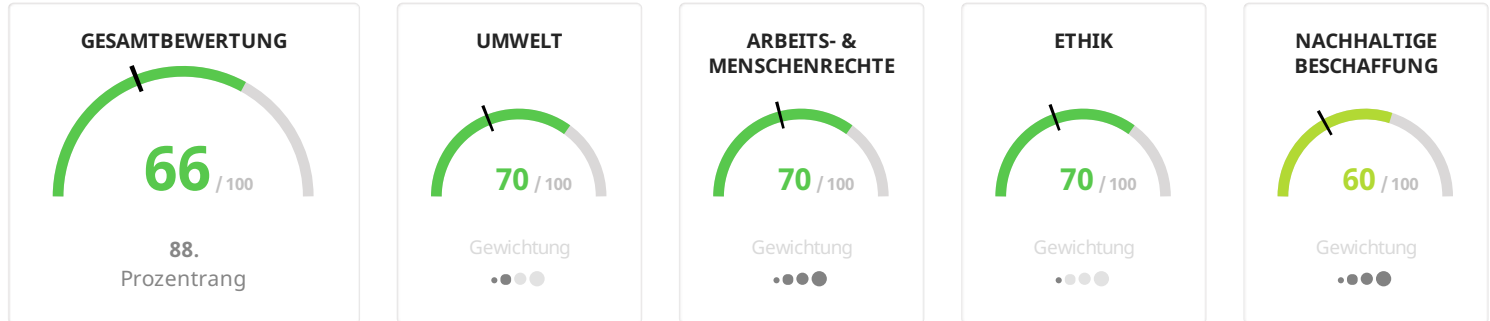 GESAMTBEWERTUNG
66 / 100
88.
Prozentrang
UMWELT
70 / 100
Gewichtung
ARBEITS- &
MENSCHENRECHTE
70 / 100
Gewichtung
ETHIK
70 / 100
Gewichtung
NACHHALTIGE
BESCHAFFUNG
60 / 100
Gewichtung